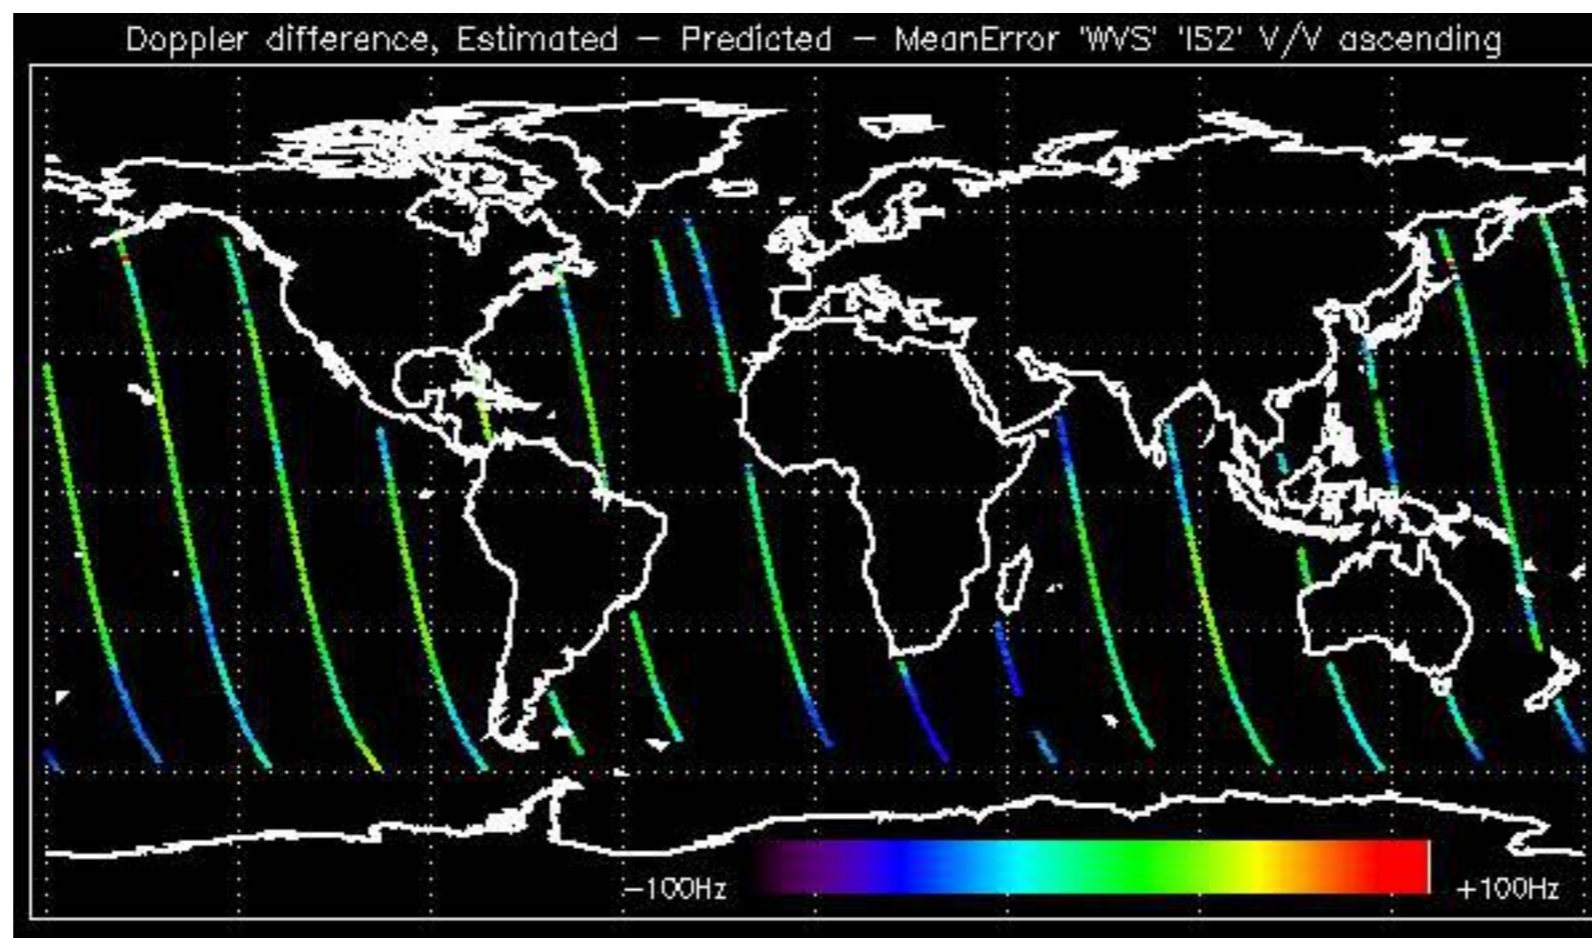 Doppler difference, Estimated – Predicted – MeanError 'WVS' 'IS2' V/V ascending
−100Hz
+100Hz